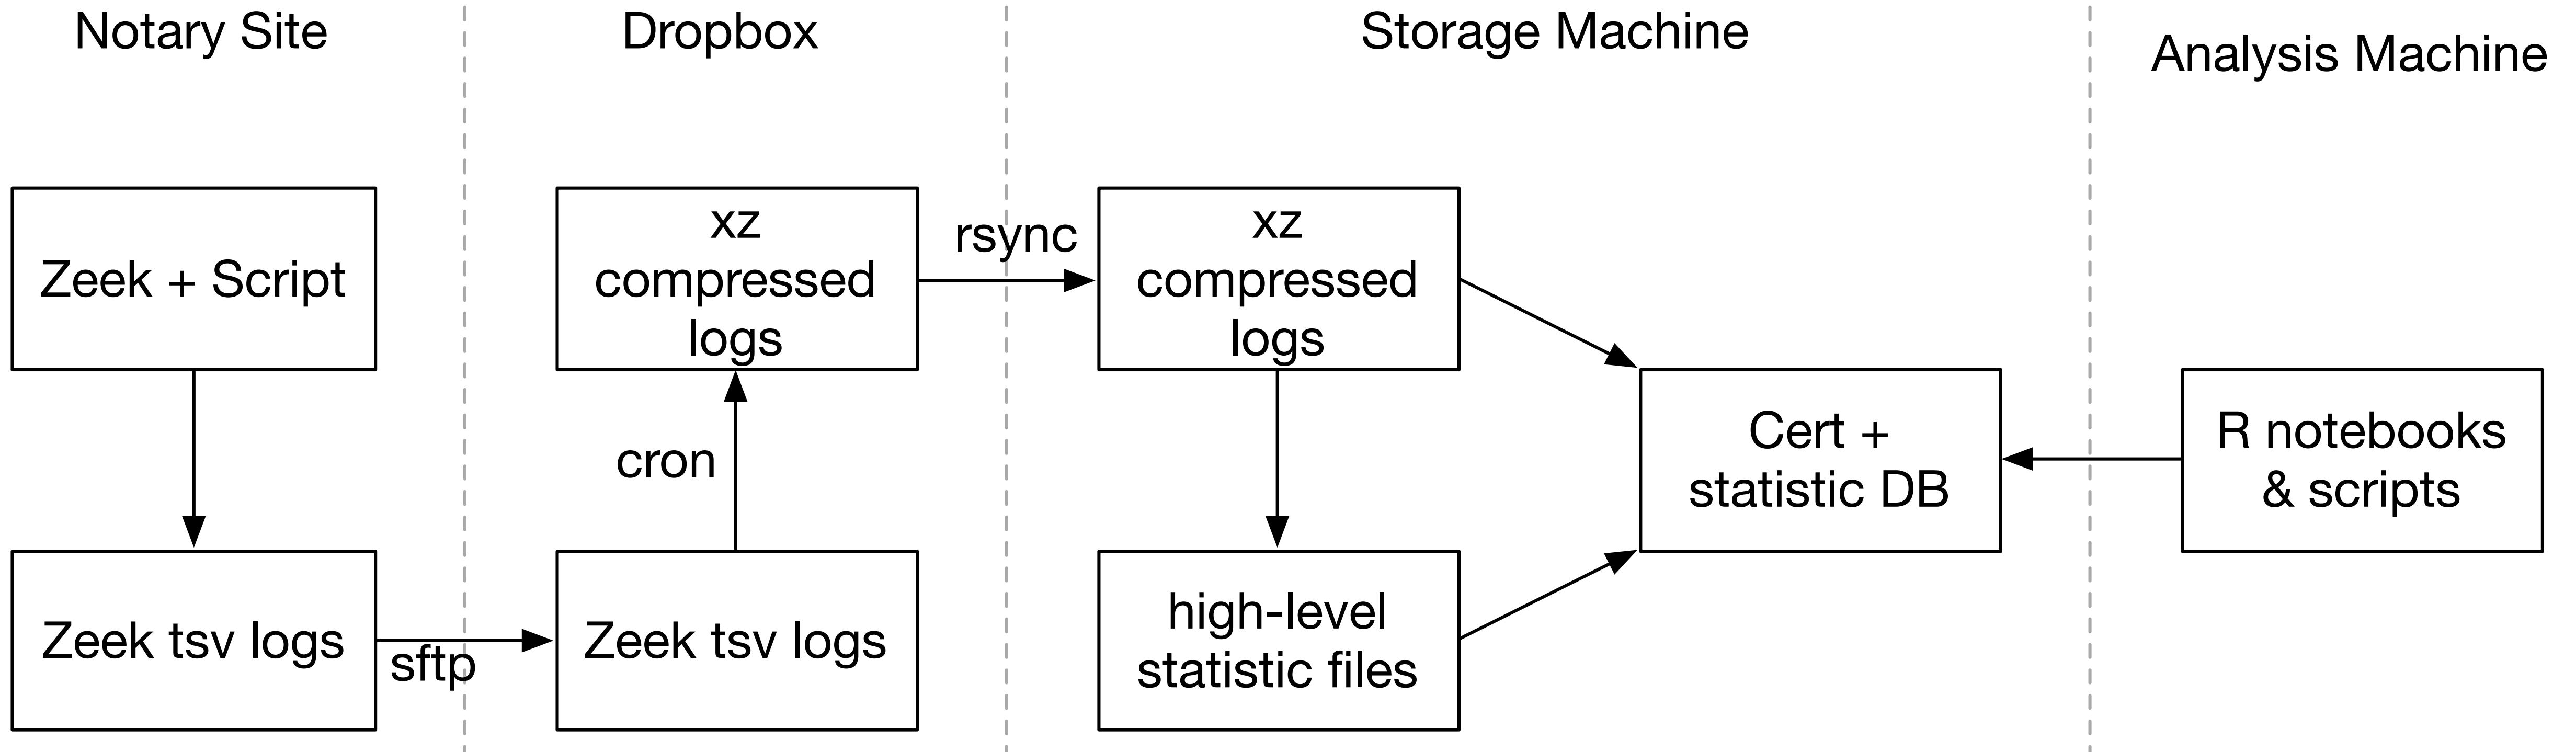 Notary Site
Dropbox
Storage Machine
Analysis Machine
Zeek + Script
Zeek tsv logs
sftp
xz
compressed
logs
cron
Zeek tsv logs
rsync
xz
compressed
logs
high-level
statistic files
Cert +
statistic DB
R notebooks
& scripts